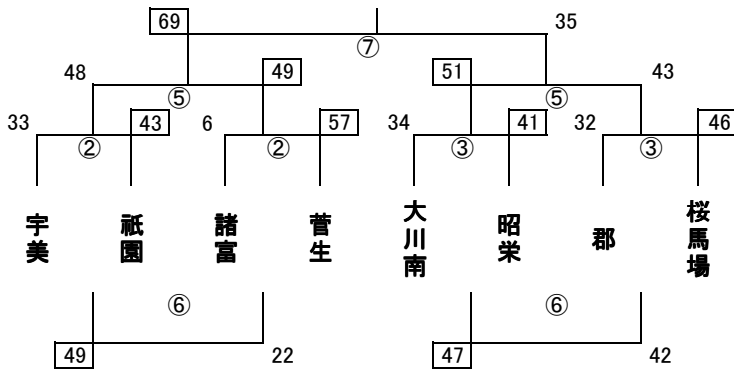 69 35
⑦
48 49 51 43
⑤ ⑤
33 43 6 57 34 41 32 46
② ② ③ ③
宇美 祇園 諸富 菅生 大川南 昭栄 郡 桜馬場
⑥ ⑥
49 22 47 42